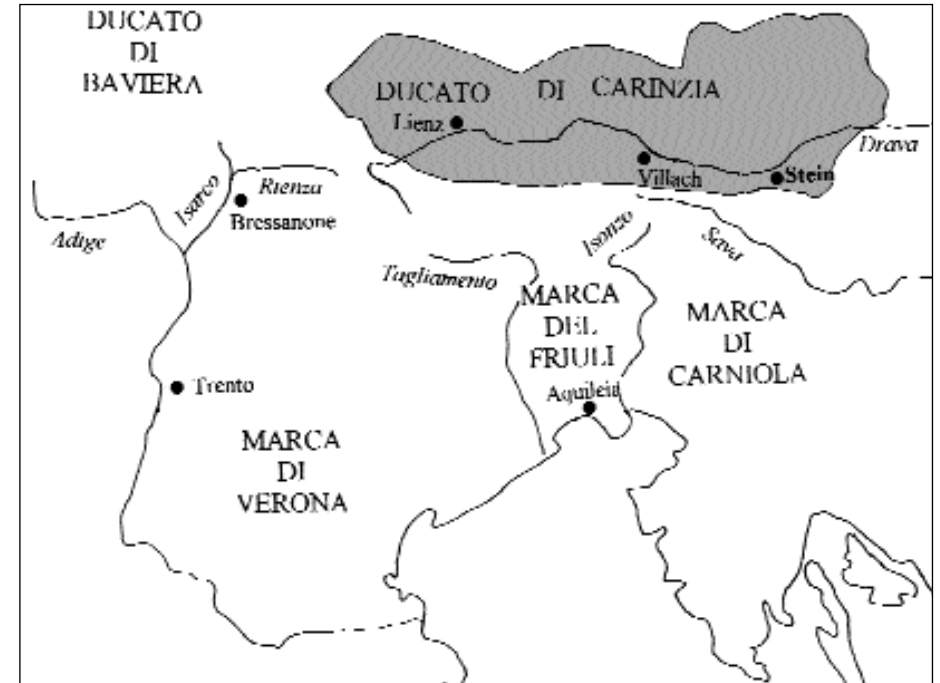 DUCATO
DI
BAVIERA
DUCATO DI CARINZIA
Lienz
Drava
Villach
Stein
Isarco
Rienza
Bressanone
Adige
Isonzo
Sava
Tagliamento
MARCA
DEL
FRIULI
Aquileia
MARCA
DI
CARNIOLA
Trento
MARCA
DI
VERONA